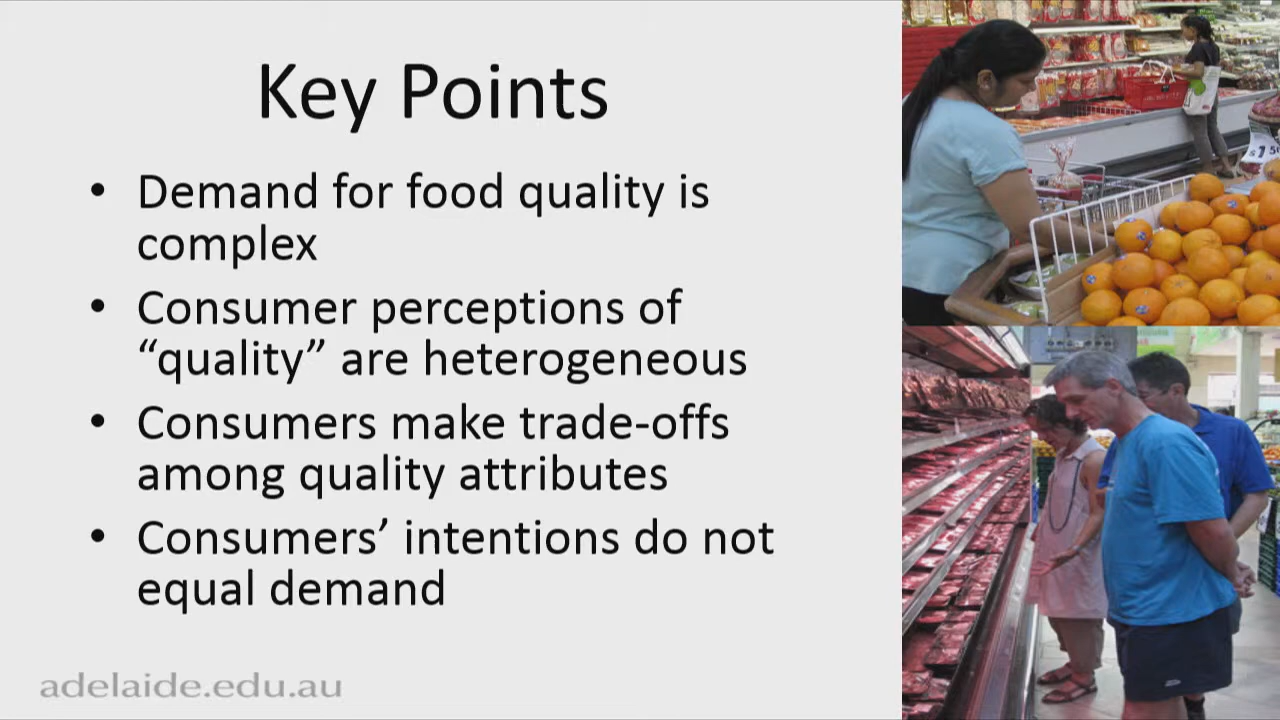 Key Points
• Demand for food quality is
complex
• Consumer perceptions of
“quality” are heterogeneous
• Consumers make trade-offs
among quality attributes
• Consumers’ intentions do not
equal demand
adelaide.edu.au